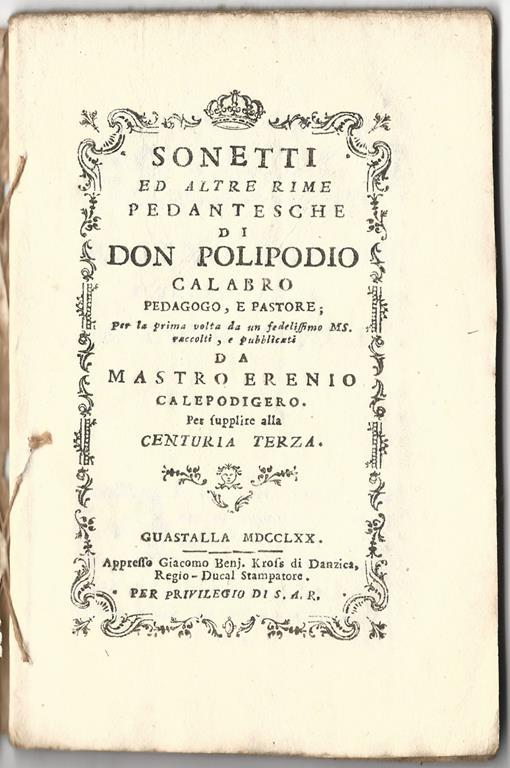 SONETTI
ED ALTRE RIME
PEDANTESCHE
DI
DON POLIPODIO
CALABRO
PEDAGOGO, E PASTORE;
Per la prima volta da un fedelissimo MS.
raccolti, e pubblicati
DA
MASTRO ERENIO
CALEPODIGERO.
Per supplire alla
CENTURIA TERZA.
GUASTALLA MDCCLXX.
Appresso Giacomo Benj. Kross di Danzica,
Regio-Ducal Stampatore.
PER PRIVILEGIO DI S. A. R.